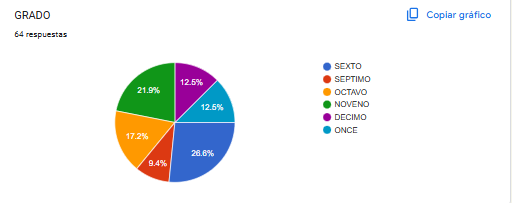 GRADO
Copiar gráfico
64 respuestas
12.5%
12.5%
26.6%
9.4%
17.2%
21.9%
SEXTO
SEPTIMO
OCTAVO
NOVENO
DECIMO
ONCE